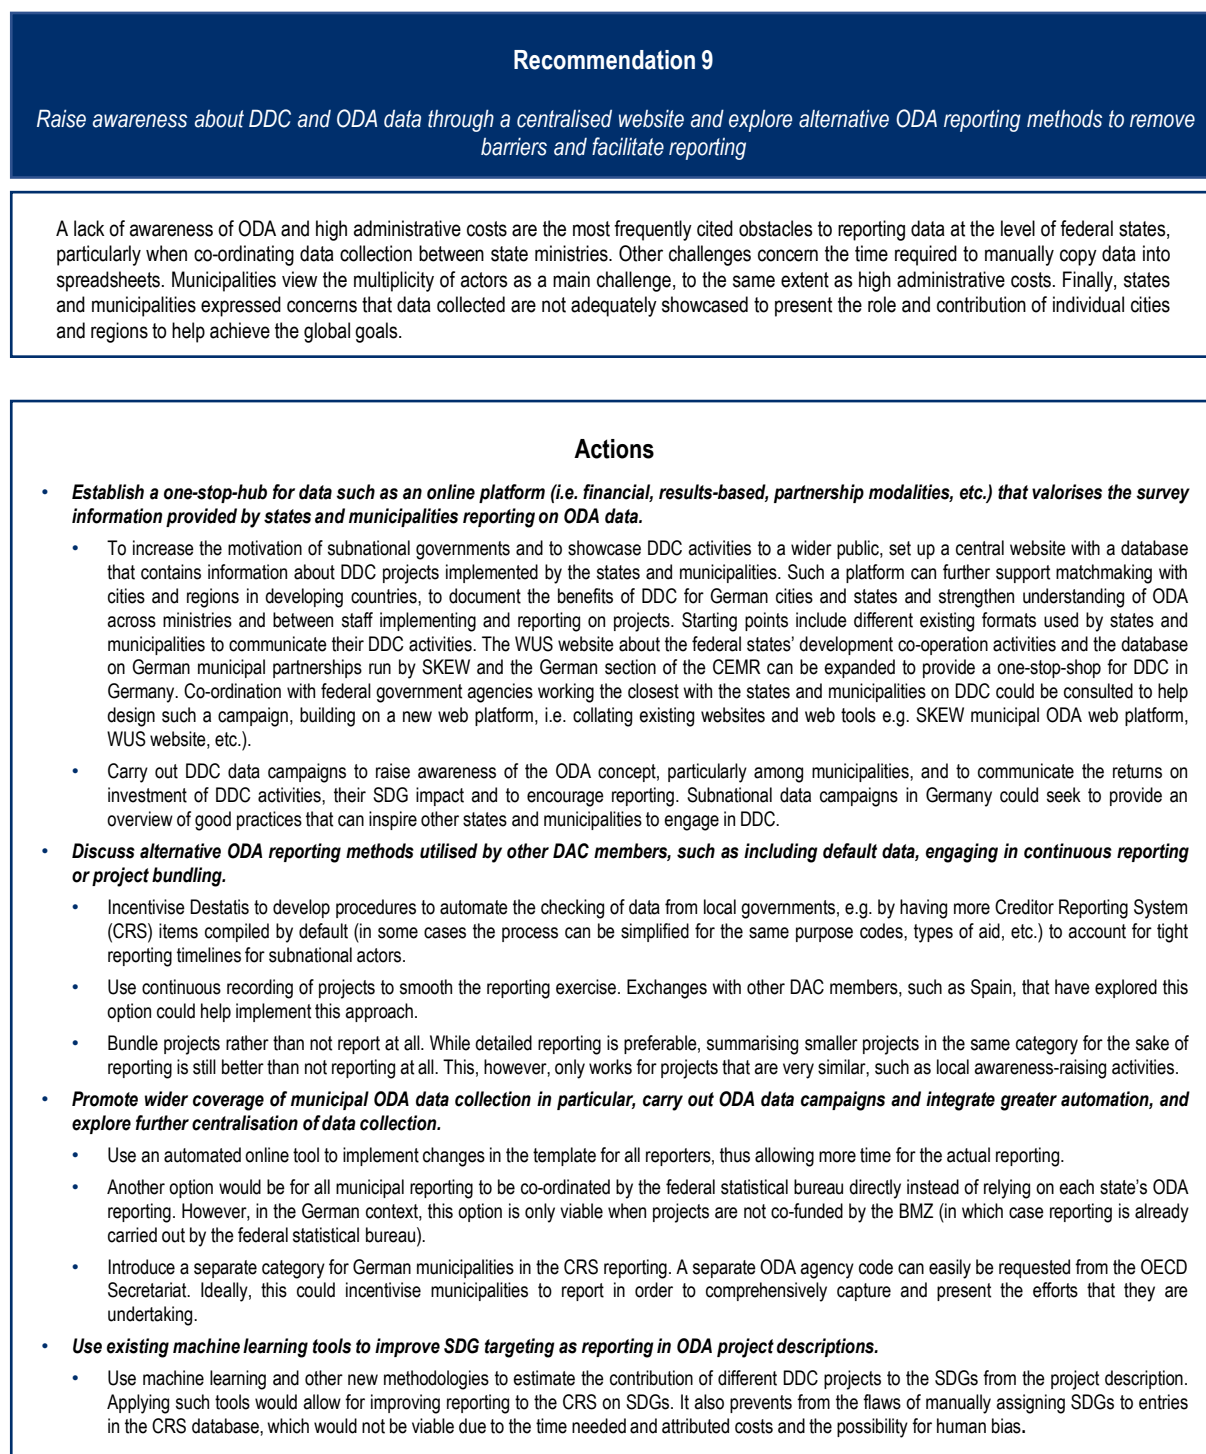 Recommendation 9
Raise awareness about DDC and ODA data through a centralised website and explore alternative ODA reporting methods to remove
barriers and facilitate reporting
A lack of awareness of ODA and high administrative costs are the most frequently cited obstacles to reporting data at the level of federal states,
particularly when co-ordinating data collection between state ministries. Other challenges concern the time required to manually copy data into
spreadsheets. Municipalities view the multiplicity of actors as a main challenge, to the same extent as high administrative costs. Finally, states
and municipalities expressed concerns that data collected are not adequately showcased to present the role and contribution of individual cities
and regions to help achieve the global goals.
Actions
• Establish a one-stop-hub for data such as an online platform (i.e. financial, results-based, partnership modalities, etc.) that valorises the survey
information provided by states and municipalities reporting on ODA data.
• To increase the motivation of subnational governments and to showcase DDC activities to a wider public, set up a central website with a database
that contains information about DDC projects implemented by the states and municipalities. Such a platform can further support matchmaking with
cities and regions in developing countries, to document the benefits of DDC for German cities and states and strengthen understanding of ODA
across ministries and between staff implementing and reporting on projects. Starting points include different existing formats used by states and
municipalities to communicate their DDC activities. The WUS website about the federal states' development co-operation activities and the database
on German municipal partnerships run by SKEW and the German section of the CEMR can be expanded to provide a one-stop-shop for DDC in
Germany. Co-ordination with federal government agencies working the closest with the states and municipalities on DDC could be consulted to help
design such a campaign, building on a new web platform, i.e. collating existing websites and web tools e.g. SKEW municipal ODA web platform,
WUS website, etc.).
• Carry out DDC data campaigns to raise awareness of the ODA concept, particularly among municipalities, and to communicate the returns on
investment of DDC activities, their SDG impact and to encourage reporting. Subnational data campaigns in Germany could seek to provide an
overview of good practices that can inspire other states and municipalities to engage in DDC.
• Discuss alternative ODA reporting methods utilised by other DAC members, such as including default data, engaging in continuous reporting
or project bundling.
• Incentivise Destatis to develop procedures to automate the checking of data from local governments, e.g. by having more Creditor Reporting System
(CRS) items compiled by default (in some cases the process can be simplified for the same purpose codes, types of aid, etc.) to account for tight
reporting timelines for subnational actors.
• Use continuous recording of projects to smooth the reporting exercise. Exchanges with other DAC members, such as Spain, that have explored this
option could help implement this approach.
• Bundle projects rather than not report at all. While detailed reporting is preferable, summarising smaller projects in the same category for the sake of
reporting is still better than not reporting at all. This, however, only works for projects that are very similar, such as local awareness-raising activities.
• Promote wider coverage of municipal ODA data collection in particular, carry out ODA data campaigns and integrate greater automation, and
explore further centralisation of data collection.
• Use an automated online tool to implement changes in the template for all reporters, thus allowing more time for the actual reporting.
• Another option would be for all municipal reporting to be co-ordinated by the federal statistical bureau directly instead of relying on each state's ODA
reporting. However, in the German context, this option is only viable when projects are not co-funded by the BMZ (in which case reporting is already
carried out by the federal statistical bureau).
• Introduce a separate category for German municipalities in the CRS reporting. A separate ODA agency code can easily be requested from the OECD
Secretariat. Ideally, this could incentivise municipalities to report in order to comprehensively capture and present the efforts that they are
undertaking.
• Use existing machine learning tools to improve SDG targeting as reporting in ODA project descriptions.
• Use machine learning and other new methodologies to estimate the contribution of different DDC projects to the SDGs from the project description.
Applying such tools would allow for improving reporting to the CRS on SDGs. It also prevents from the flaws of manually assigning SDGs to entries
in the CRS database, which would not be viable due to the time needed and attributed costs and the possibility for human bias.